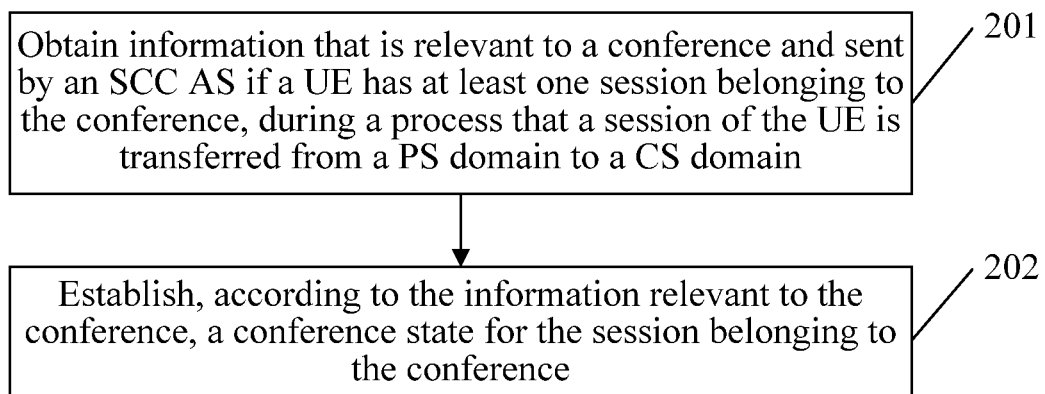 Obtain information that is relevant to a conference and sent
by an SCC AS if a UE has at least one session belonging to
the conference, during a process that a session of the UE is
transferred from a PS domain to a CS domain
201
Establish, according to the information relevant to the
conference, a conference state for the session belonging to
the conference
202